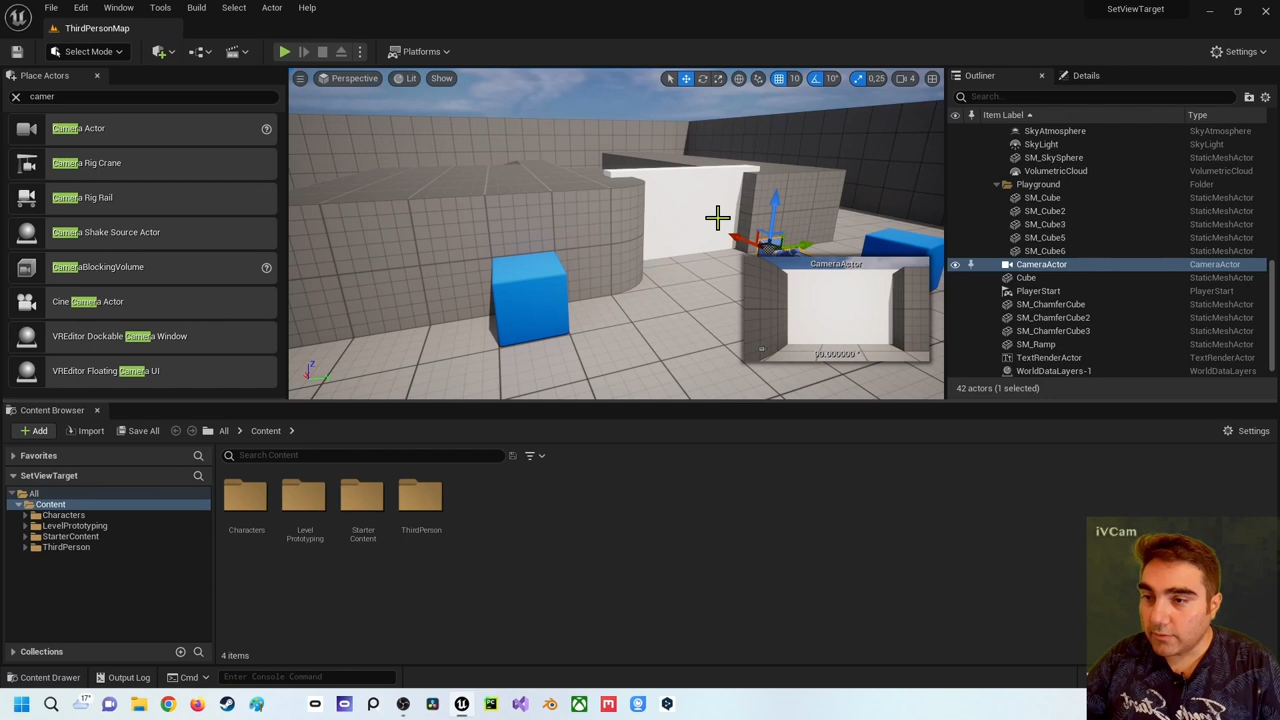 File Edit Window Tools Build Select Actor Help
SetViewTarget
ThirdPersonMap
Select Mode
Platforms
Settings
Place Actors
camer
Camera Actor
Camera Rig Crane
Camera Rig Rail
Camera Shake Source Actor
CameraBlockingVolume
Cine Camera Actor
VREditor Dockable Camera Window
VREditor Floating Camera UI
Perspective
Lit
Show
10
10°
0,25
4
CameraActor
90.000000 °
Z
Outliner
Details
Search...
Item Label Type
SkyAtmosphere SkyAtmosphere
SkyLight SkyLight
SM_SkySphere StaticMeshActor
VolumetricCloud VolumetricCloud
Playground Folder
SM_Cube StaticMeshActor
SM_Cube2 StaticMeshActor
SM_Cube3 StaticMeshActor
SM_Cube5 StaticMeshActor
SM_Cube6 StaticMeshActor
CameraActor CameraActor
Cube StaticMeshActor
PlayerStart PlayerStart
SM_ChamferCube StaticMeshActor
SM_ChamferCube2 StaticMeshActor
SM_ChamferCube3 StaticMeshActor
SM_Ramp StaticMeshActor
TextRenderActor TextRenderActor
WorldDataLayers-1 WorldDataLayers
42 actors (1 selected)
Content Browser
Add
Import
Save All
All
Content
Settings
Favorites
SetViewTarget
All
Content
Characters
LevelPrototyping
StarterContent
ThirdPerson
Collections
Search Content
Characters
Level
Prototyping
Starter
Content
ThirdPerson
4 items
iVCam
Content Drawer
Output Log
Cmd
Enter Console Command
17°